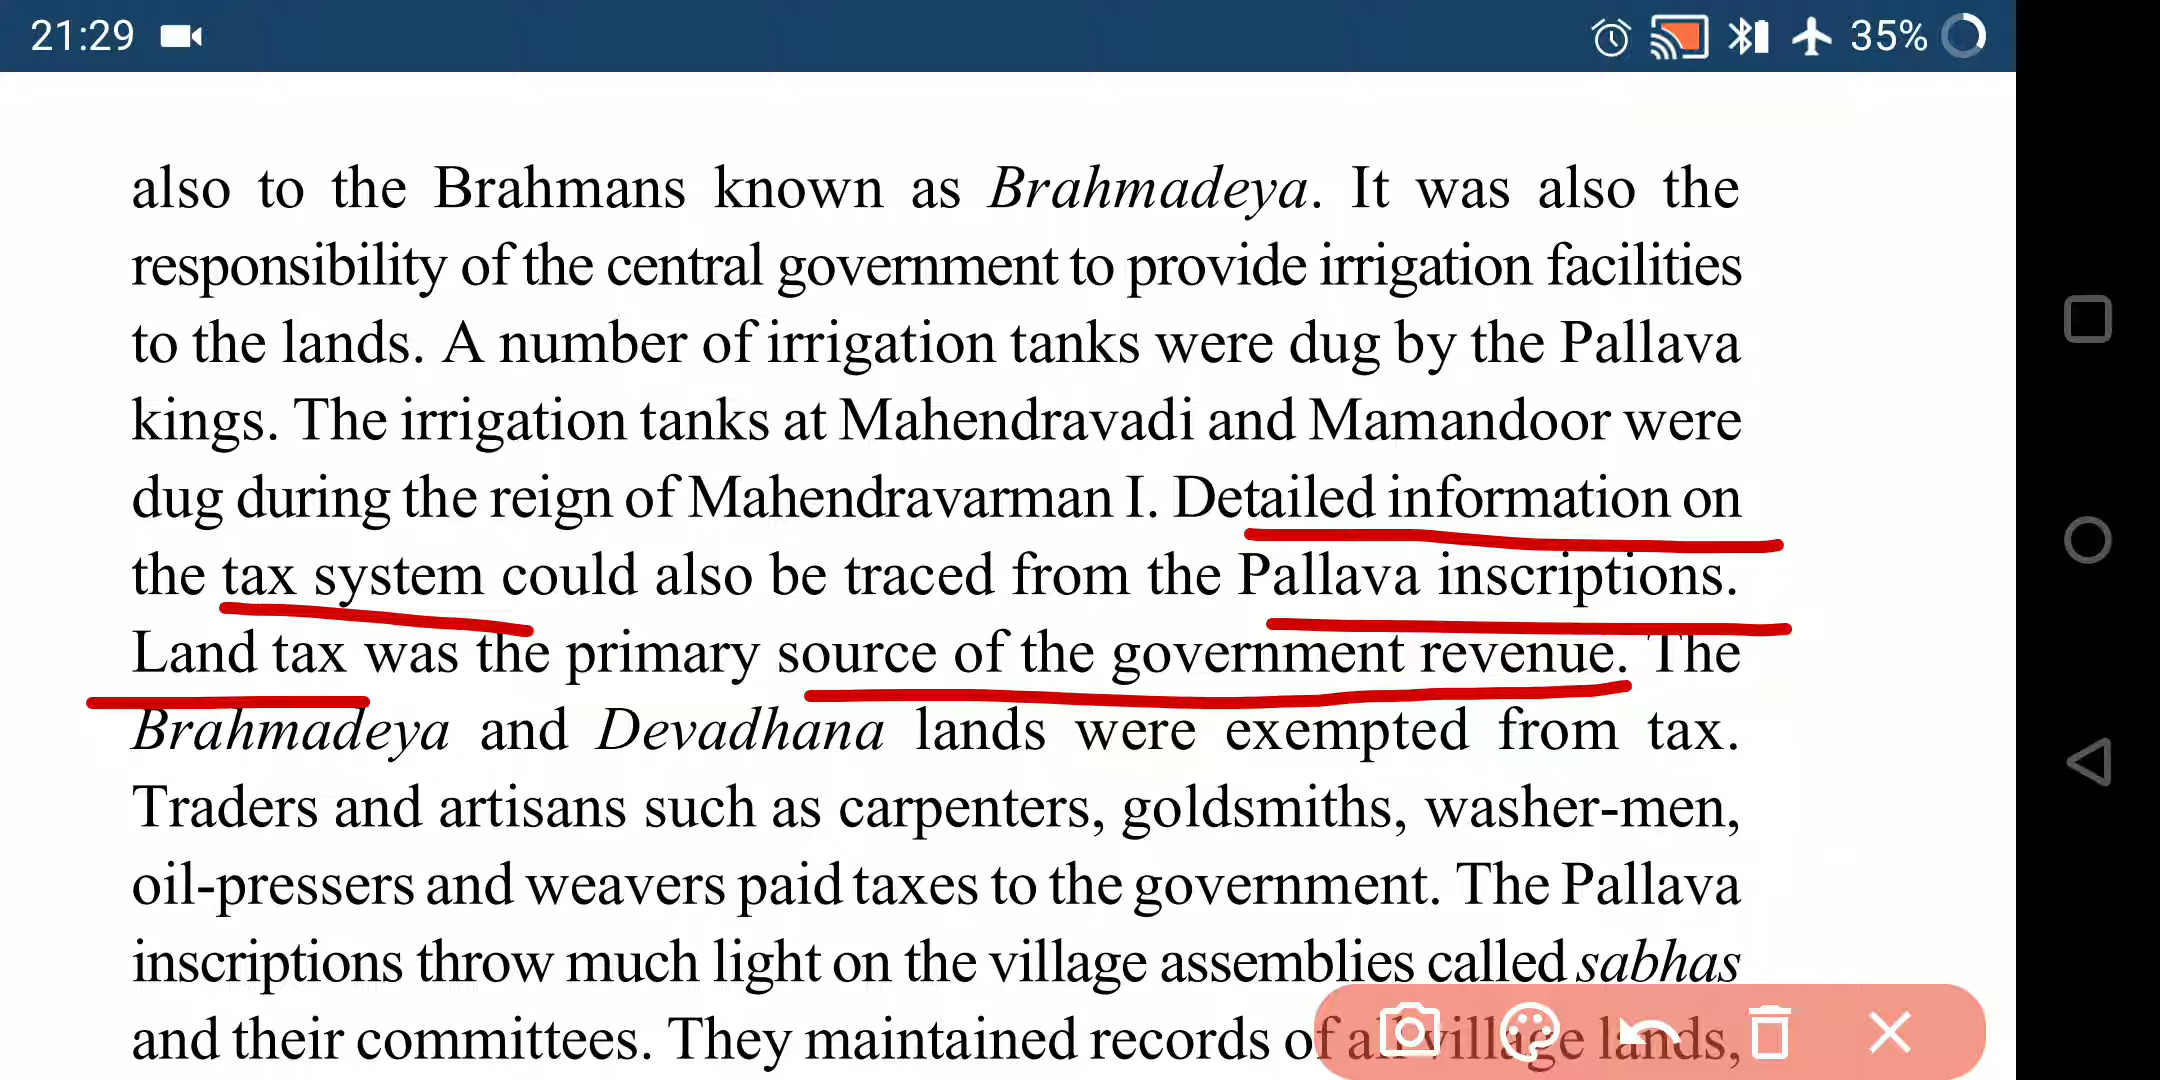 21:29
35%
also to the Brahmans known as Brahmadeya. It was also the
responsibility of the central government to provide irrigation facilities
to the lands. A number of irrigation tanks were dug by the Pallava
kings. The irrigation tanks at Mahendravadi and Mamandoor were
dug during the reign of Mahendravarman I. Detailed information on
the tax system could also be traced from the Pallava inscriptions.
Land tax was the primary source of the government revenue. The
Brahmadeya and Devadhana lands were exempted from tax.
Traders and artisans such as carpenters, goldsmiths, washer-men,
oil-pressers and weavers paid taxes to the government. The Pallava
inscriptions throw much light on the village assemblies called sabhas
and their committees. They maintained records of all village lands,